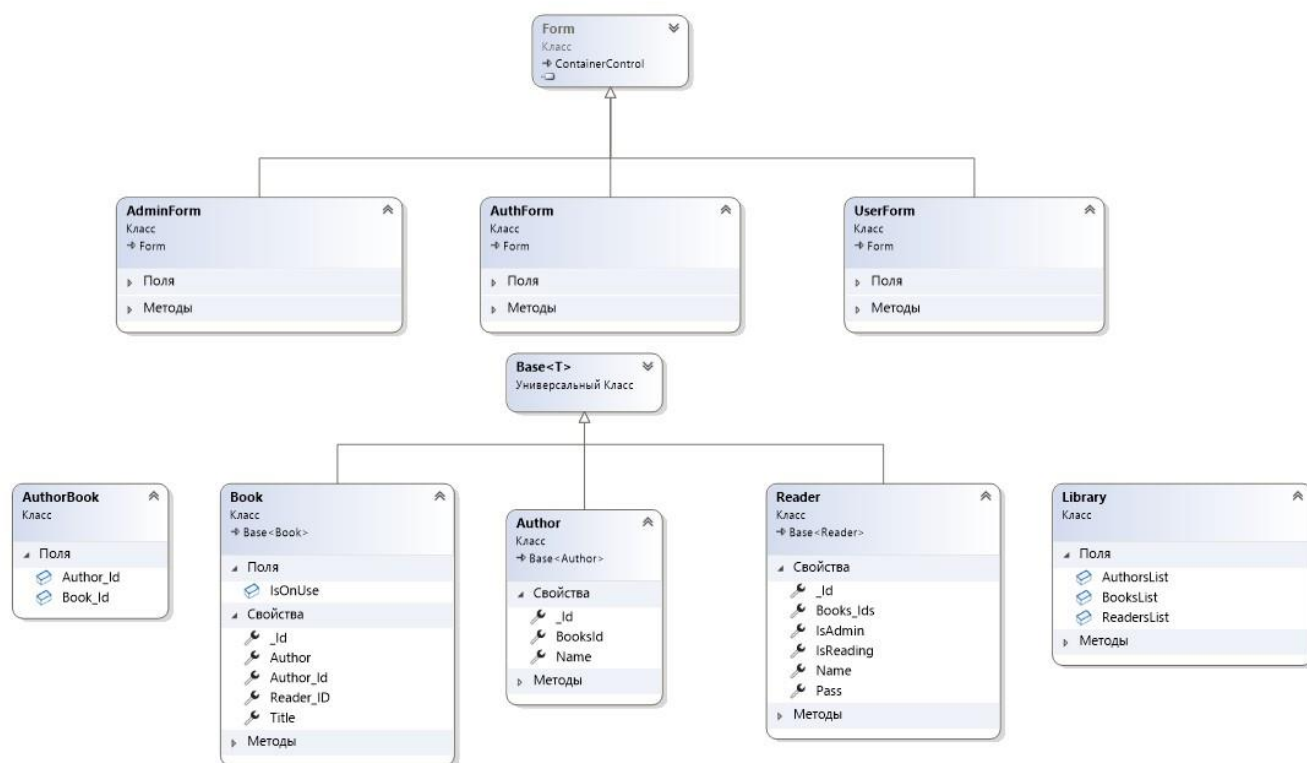 Form
Класс
ContainerControl
AdminForm
Класс
Form
Поля
Методы
AuthForm
Класс
Form
Поля
Методы
UserForm
Класс
Form
Поля
Методы
Base<T>
Универсальный Класс
AuthorBook
Класс
Поля
Author_Id
Book_Id
Book
Класс
Base<Book>
Поля
IsOnUse
Свойства
_Id
Author
Author_Id
Reader_ID
Title
Методы
Author
Класс
Base<Author>
Свойства
_Id
BooksId
Name
Методы
Reader
Класс
Base<Reader>
Свойства
_Id
Books_Ids
IsAdmin
IsReading
Name
Pass
Методы
Library
Класс
Поля
AuthorsList
BooksList
ReadersList
Методы